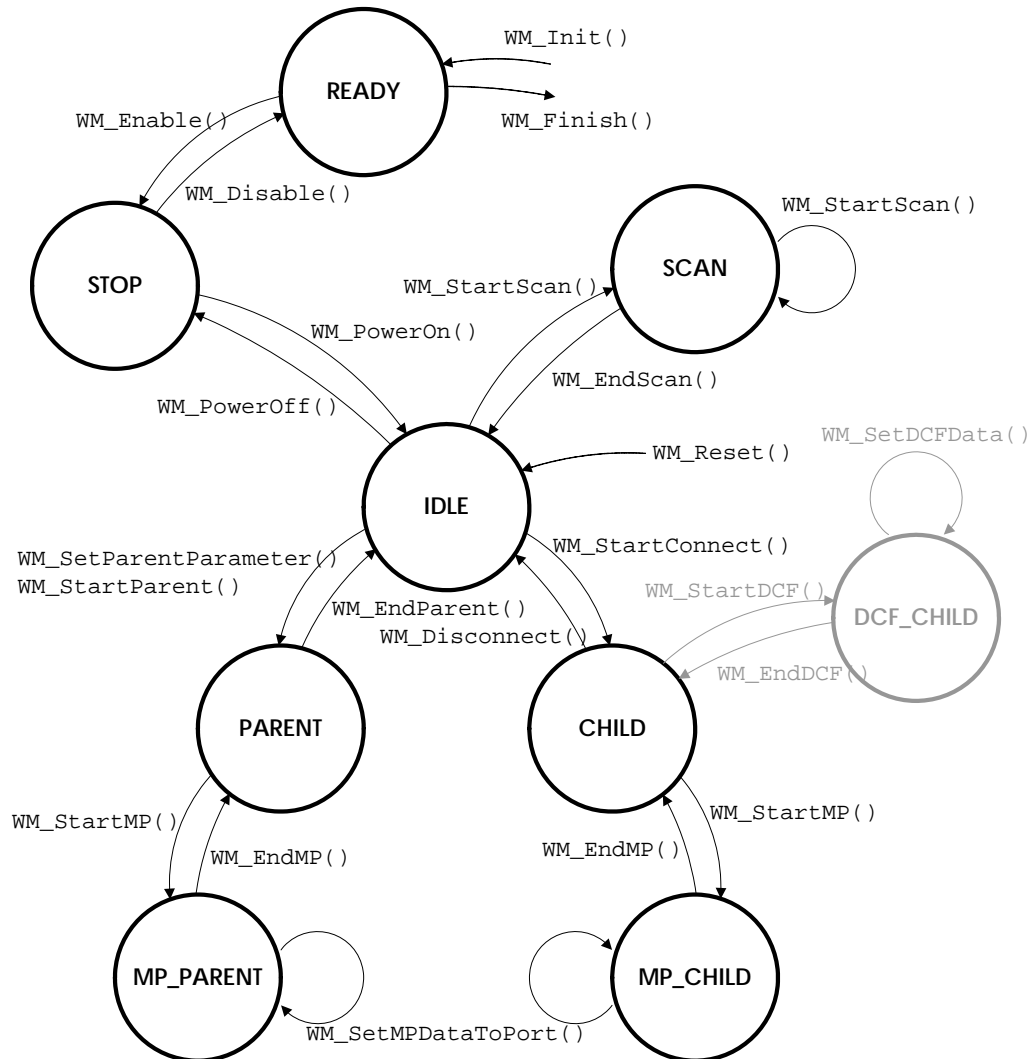 WM_Init()
READY
WM_Enable()
WM_Finish()
WM_Disable()
WM_StartScan()
SCAN
STOP
WM_StartScan()
WM_PowerOn()
WM_EndScan()
WM_PowerOff()
WM_SetDCFData()
WM_Reset()
IDLE
WM_StartConnect()
WM_SetParentParameter()
WM_StartParent()
WM_StartDCF()
WM_EndParent()
DCF_CHILD
WM_Disconnect()
WM_EndDCF()
PARENT
CHILD
WM_StartMP()
WM_StartMP()
WM_EndMP()
WM_EndMP()
MP_PARENT
MP_CHILD
WM_SetMPDataToPort()